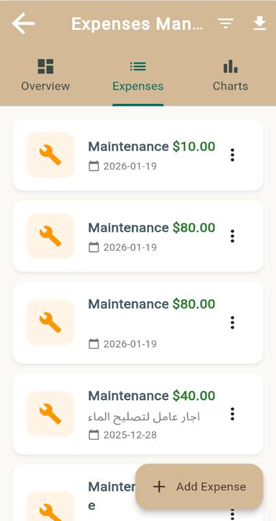 Expenses Man...
Overview
Expenses
Charts
Maintenance $10.00
2026-01-19
Maintenance $80.00
2026-01-19
Maintenance $80.00
2026-01-19
Maintenance $40.00
اجار عامل لتصليح الماء
2025-12-28
Mainter
e
+ Add Expense